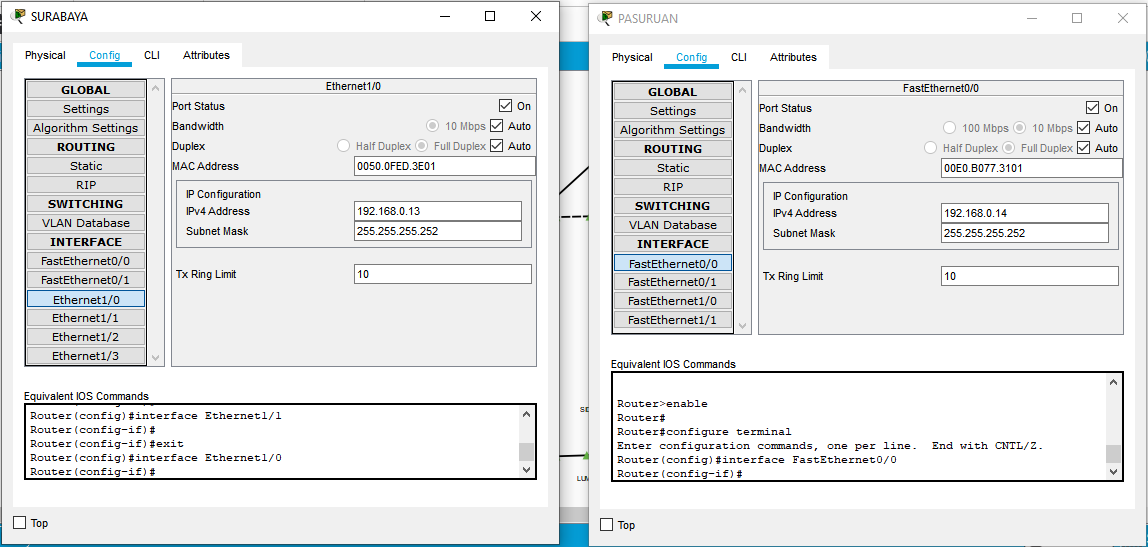 SURABAYA
Physical Config CLI Attributes
GLOBAL
Settings
Algorithm Settings
ROUTING
Static
RIP
SWITCHING
VLAN Database
INTERFACE
FastEthernet0/0
FastEthernet0/1
Ethernet1/0
Ethernet1/1
Ethernet1/2
Ethernet1/3
Ethernet1/0
Port Status On
Bandwidth 10 Mbps Auto
Duplex Half Duplex Full Duplex Auto
MAC Address 0050.0FED.3E01
IP Configuration
IPv4 Address 192.168.0.13
Subnet Mask 255.255.255.252
Tx Ring Limit 10
Equivalent IOS Commands
Router(config)#interface Ethernet1/1
Router(config-if)#
Router(config-if)#exit
Router(config)#interface Ethernet1/0
Router(config-if)#
Top
SE
LUM
PASURUAN
Physical Config CLI Attributes
GLOBAL
Settings
Algorithm Settings
ROUTING
Static
RIP
SWITCHING
VLAN Database
INTERFACE
FastEthernet0/0
FastEthernet0/1
FastEthernet1/0
FastEthernet1/1
FastEthernet0/0
Port Status On
Bandwidth 100 Mbps 10 Mbps Auto
Duplex Half Duplex Full Duplex Auto
MAC Address 00E0.B077.3101
IP Configuration
IPv4 Address 192.168.0.14
Subnet Mask 255.255.255.252
Tx Ring Limit 10
Equivalent IOS Commands
Router>enable
Router#
Router#configure terminal
Enter configuration commands, one per line. End with CNTL/Z.
Router(config)#interface FastEthernet0/0
Router(config-if)#
Top